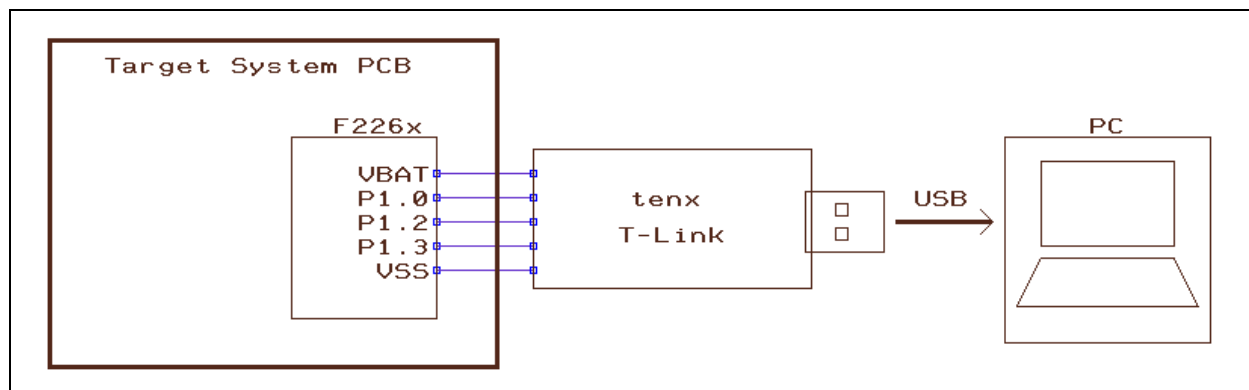 Target System PCB
F226x
VBAT
P1.0
P1.2
P1.3
VSS
tenx
T-Link
USB
PC